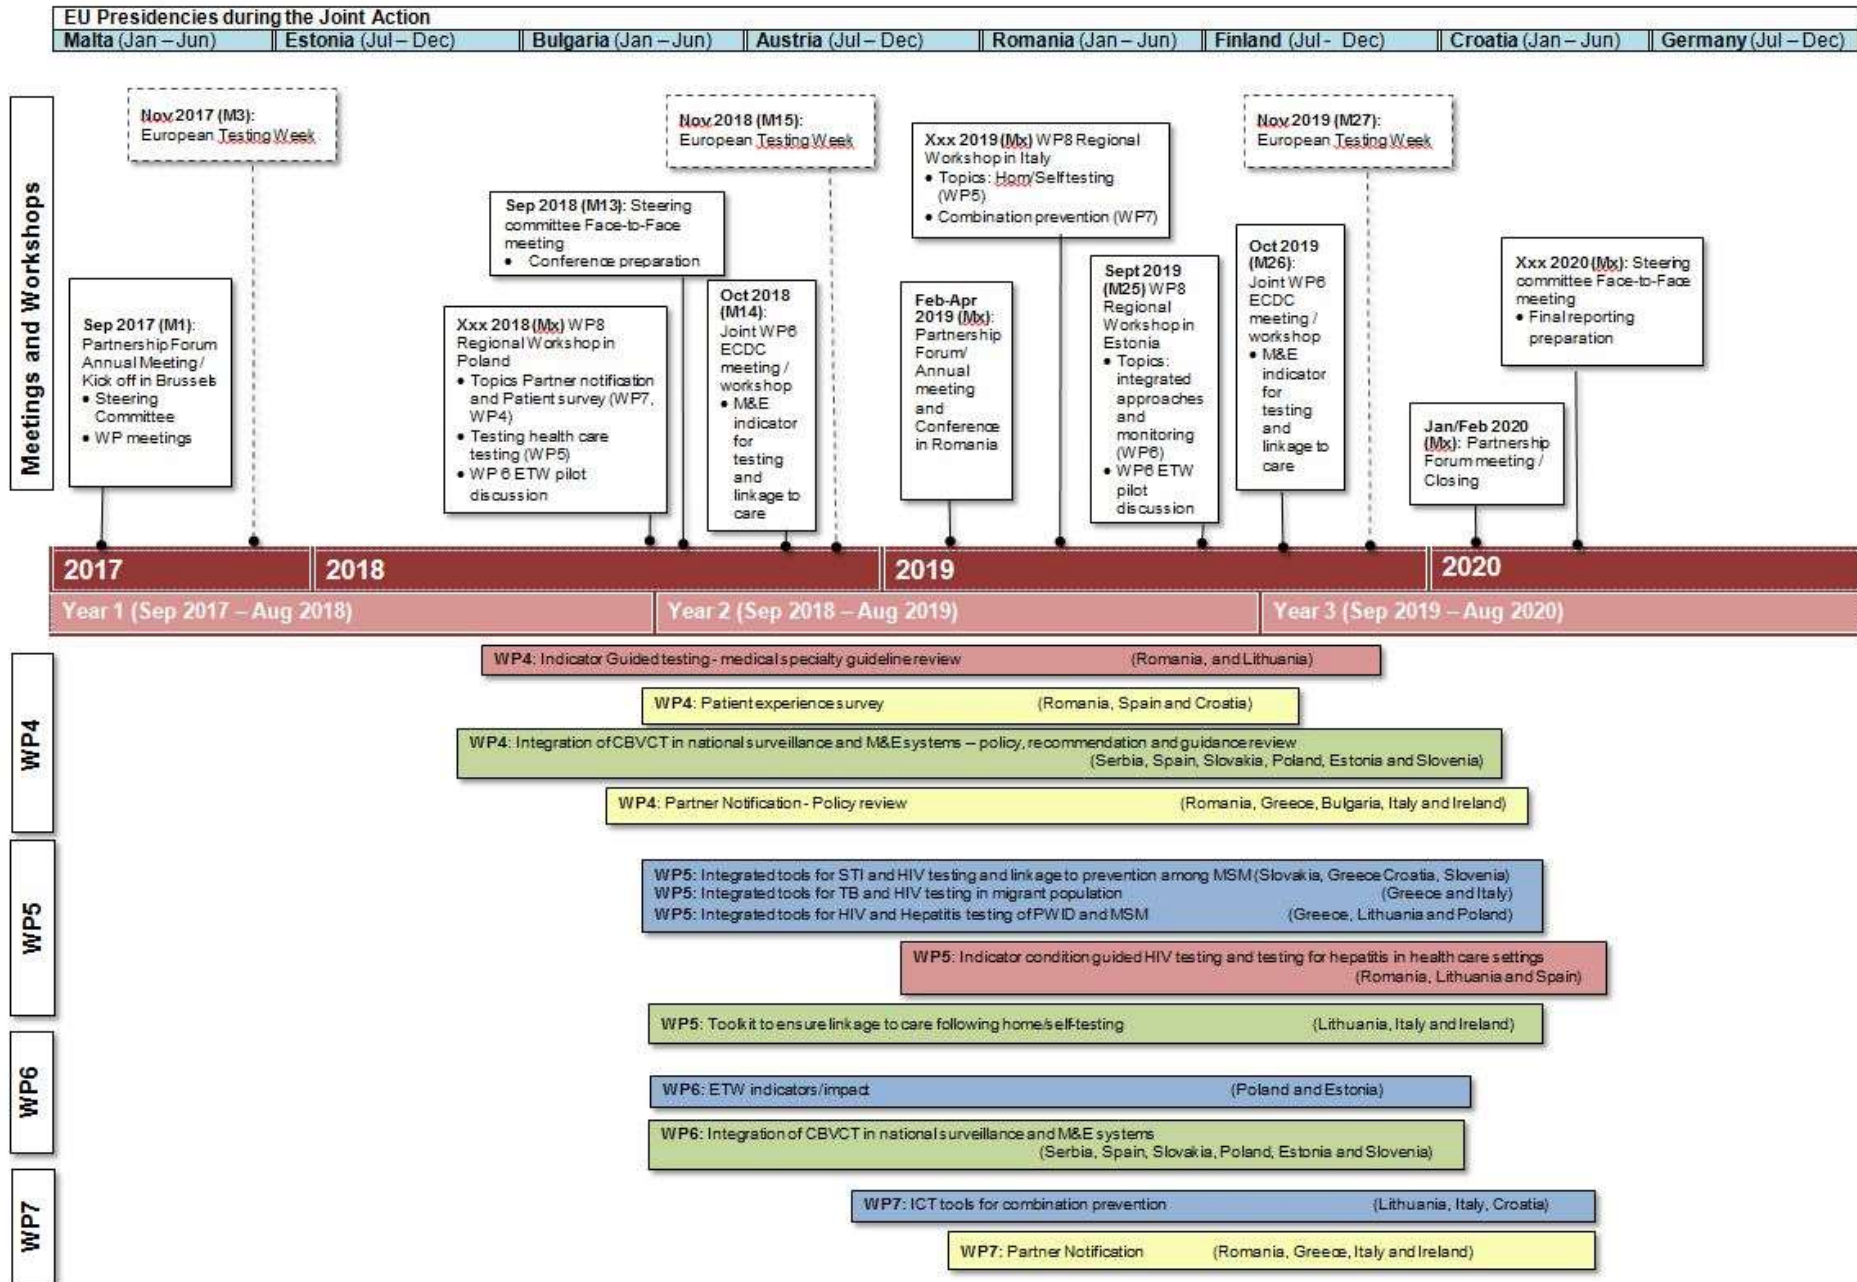 EU Presidencies during the Joint Action
Malta (Jan – Jun) Estonia (Jul – Dec) Bulgaria (Jan – Jun) Austria (Jul – Dec) Romania (Jan – Jun) Finland (Jul - Dec) Croatia (Jan – Jun) Germany (Jul – Dec)
Meetings and Workshops
Nov 2017 (M3):
European Testing Week
Sep 2017 (M1):
Partnership Forum
Annual Meeting /
Kick off in Brussels
• Steering
Committee
• WP meetings
Sep 2018 (M13): Steering
committee Face-to-Face
meeting
• Conference preparation
Xxx 2018 (Mx) WP8
Regional Workshop in
Poland
• Topics Partner notification
and Patient survey (WP7,
WP4)
• Testing health care
testing (WP5)
• WP 6 ETW pilot
discussion
Nov 2018 (M15):
European Testing Week
Oct 2018
(M14):
Joint WP6
ECDC
meeting /
workshop
• M&E
indicator
for
testing
and
linkage to
care
Xxx 2019 (Mx) WP8 Regional
Workshop in Italy
• Topics: Hom/Selftesting
(WP5)
• Combination prevention (WP7)
Feb-Apr
2019 (Mx):
Partnership
Forum/
Annual
meeting
and
Conference
in Romania
Sept 2019
(M25) WP8
Regional
Workshop in
Estonia
• Topics:
integrated
approaches
and
monitoring
(WP6)
• WP6 ETW
pilot
discussion
Nov 2019 (M27):
European Testing Week
Oct 2019
(M26):
Joint WP6
ECDC
meeting /
workshop
• M&E
indicator
for
testing
and
linkage to
care
Xxx 2020 (Mx): Steering
committee Face-to-Face
meeting
• Final reporting
preparation
Jan/Feb 2020
(Mx): Partnership
Forum meeting /
Closing
2017 2018 2019 2020
Year 1 (Sep 2017 – Aug 2018) Year 2 (Sep 2018 – Aug 2019) Year 3 (Sep 2019 – Aug 2020)
WP4
WP4: Indicator Guided testing - medical specialty guideline review (Romania, and Lithuania)
WP4: Patient experience survey (Romania, Spain and Croatia)
WP4: Integration of CBVCT in national surveillance and M&E systems – policy, recommendation and guidance review
(Serbia, Spain, Slovakia, Poland, Estonia and Slovenia)
WP4: Partner Notification - Policy review (Romania, Greece, Bulgaria, Italy and Ireland)
WP5
WP5: Integrated tools for STI and HIV testing and linkage to prevention among MSM (Slovakia, Greece Croatia, Slovenia)
WP5: Integrated tools for TB and HIV testing in migrant population (Greece and Italy)
WP5: Integrated tools for HIV and Hepatitis testing of PWID and MSM (Greece, Lithuania and Poland)
WP5: Indicator condition guided HIV testing and testing for hepatitis in health care settings
(Romania, Lithuania and Spain)
WP5: Toolkit to ensure linkage to care following home/self-testing (Lithuania, Italy and Ireland)
WP6
WP6: ETW indicators/impact (Poland and Estonia)
WP6: Integration of CBVCT in national surveillance and M&E systems
(Serbia, Spain, Slovakia, Poland, Estonia and Slovenia)
WP7
WP7: ICT tools for combination prevention (Lithuania, Italy, Croatia)
WP7: Partner Notification (Romania, Greece, Italy and Ireland)